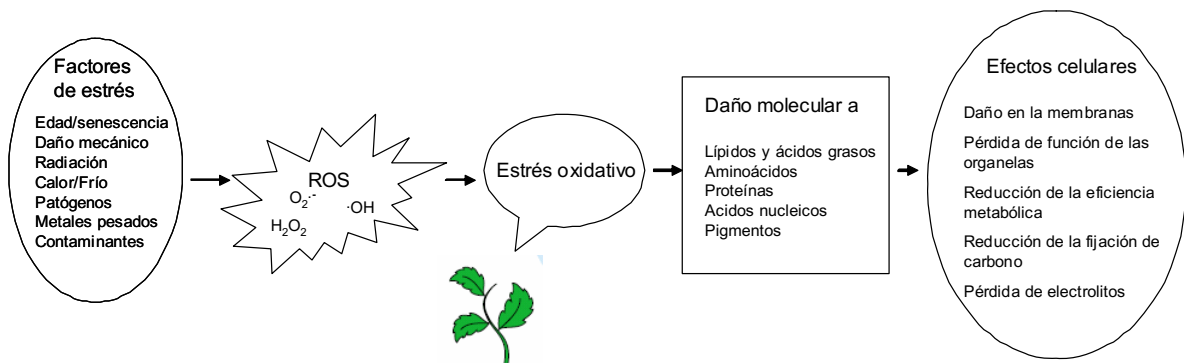 Factores
de estrés
Edad/senescencia
Daño mecánico
Radiación
Calor/Frío
Patógenos
Metales pesados
Contaminantes
ROS
O₂·⁻
·OH
H₂O₂
Estrés oxidativo
Daño molecular a
Lípidos y ácidos grasos
Aminoácidos
Proteínas
Acidos nucleicos
Pigmentos
Efectos celulares
Daño en la membranas
Pérdida de función de las
organelas
Reducción de la eficiencia
metabólica
Reducción de la fijación de
carbono
Pérdida de electrolitos